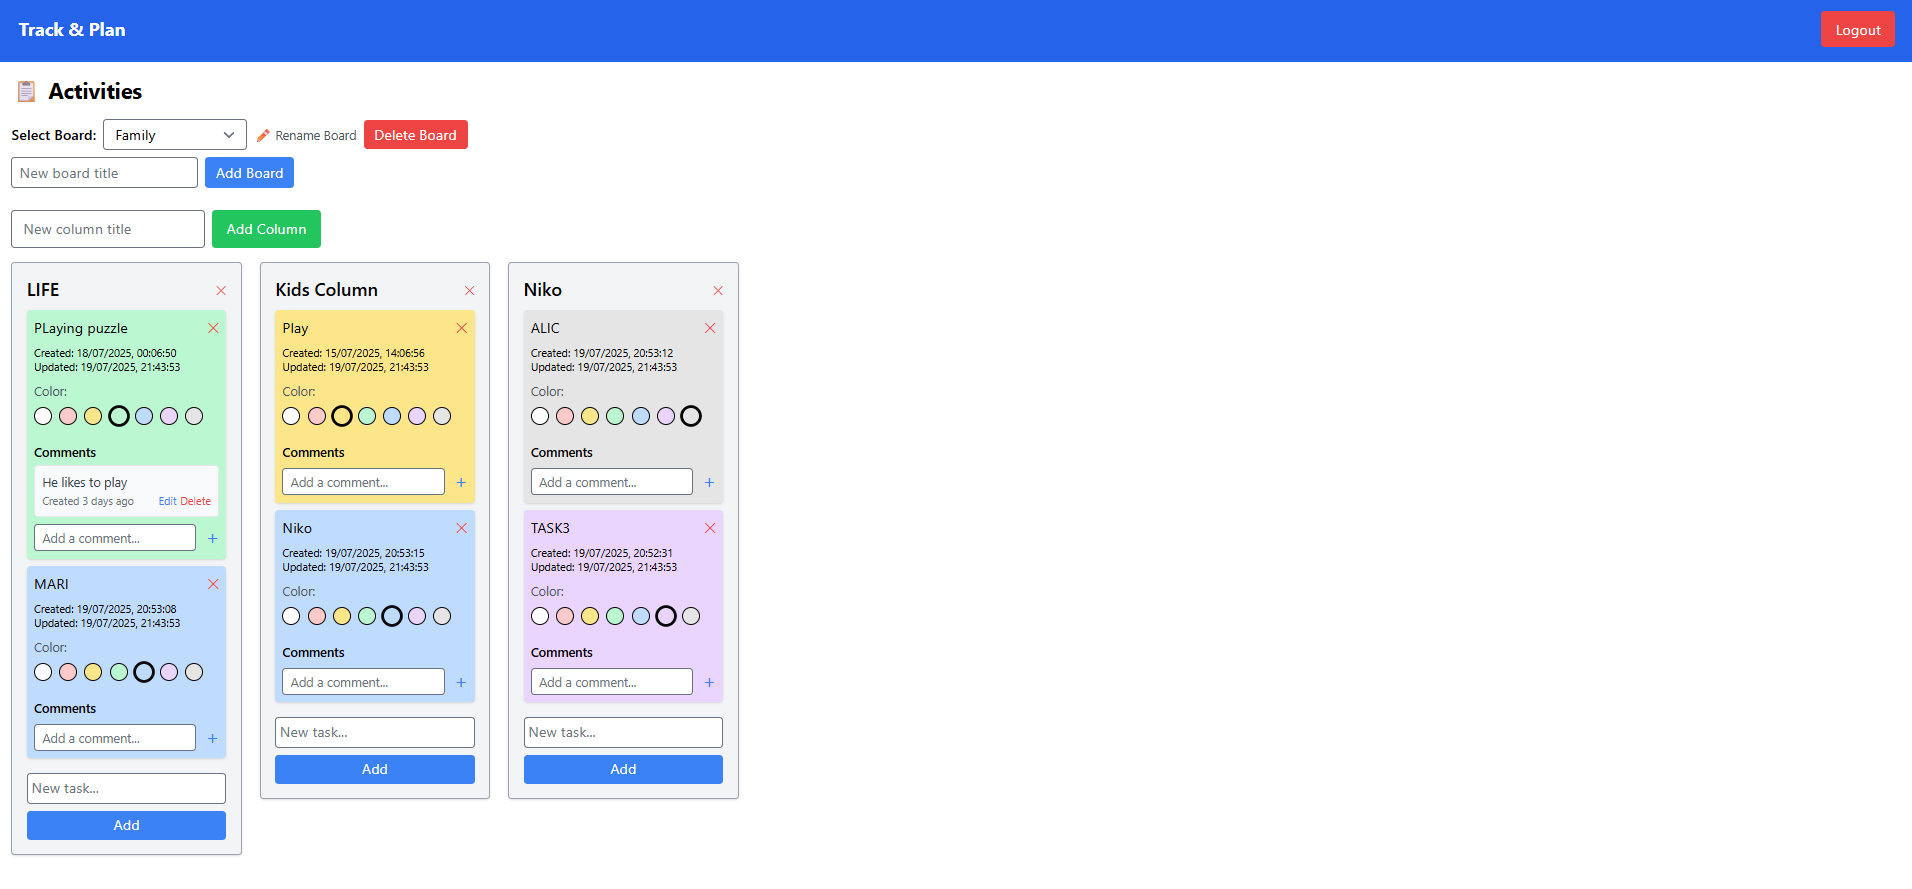 Track & Plan
Logout
Activities
Select Board: Family Rename Board Delete Board
New board title Add Board
New column title Add Column
LIFE
PLaying puzzle
Created: 18/07/2025, 00:06:50
Updated: 19/07/2025, 21:43:53
Color:
Comments
He likes to play
Created 3 days ago Edit Delete
Add a comment... +
MARI
Created: 19/07/2025, 20:53:08
Updated: 19/07/2025, 21:43:53
Color:
Comments
Add a comment... +
New task...
Add
Kids Column
Play
Created: 15/07/2025, 14:06:56
Updated: 19/07/2025, 21:43:53
Color:
Comments
Add a comment... +
Niko
Created: 19/07/2025, 20:53:15
Updated: 19/07/2025, 21:43:53
Color:
Comments
Add a comment... +
New task...
Add
Niko
ALIC
Created: 19/07/2025, 20:53:12
Updated: 19/07/2025, 21:43:53
Color:
Comments
Add a comment... +
TASK3
Created: 19/07/2025, 20:52:31
Updated: 19/07/2025, 21:43:53
Color:
Comments
Add a comment... +
New task...
Add